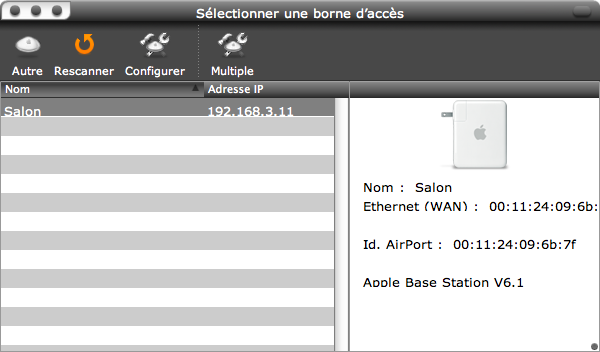 Sélectionner une borne d’accès
Autre Rescanner Configurer Multiple
Nom Adresse IP
Salon 192.168.3.11
Nom : Salon
Ethernet (WAN) : 00:11:24:09:6b:
Id. AirPort : 00:11:24:09:6b:7f
Apple Base Station V6.1